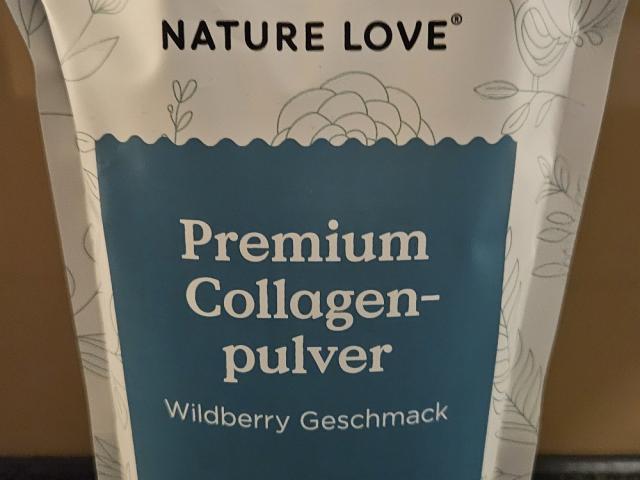 NATURE LOVE®
Premium
Collagen-
pulver
Wildberry Geschmack